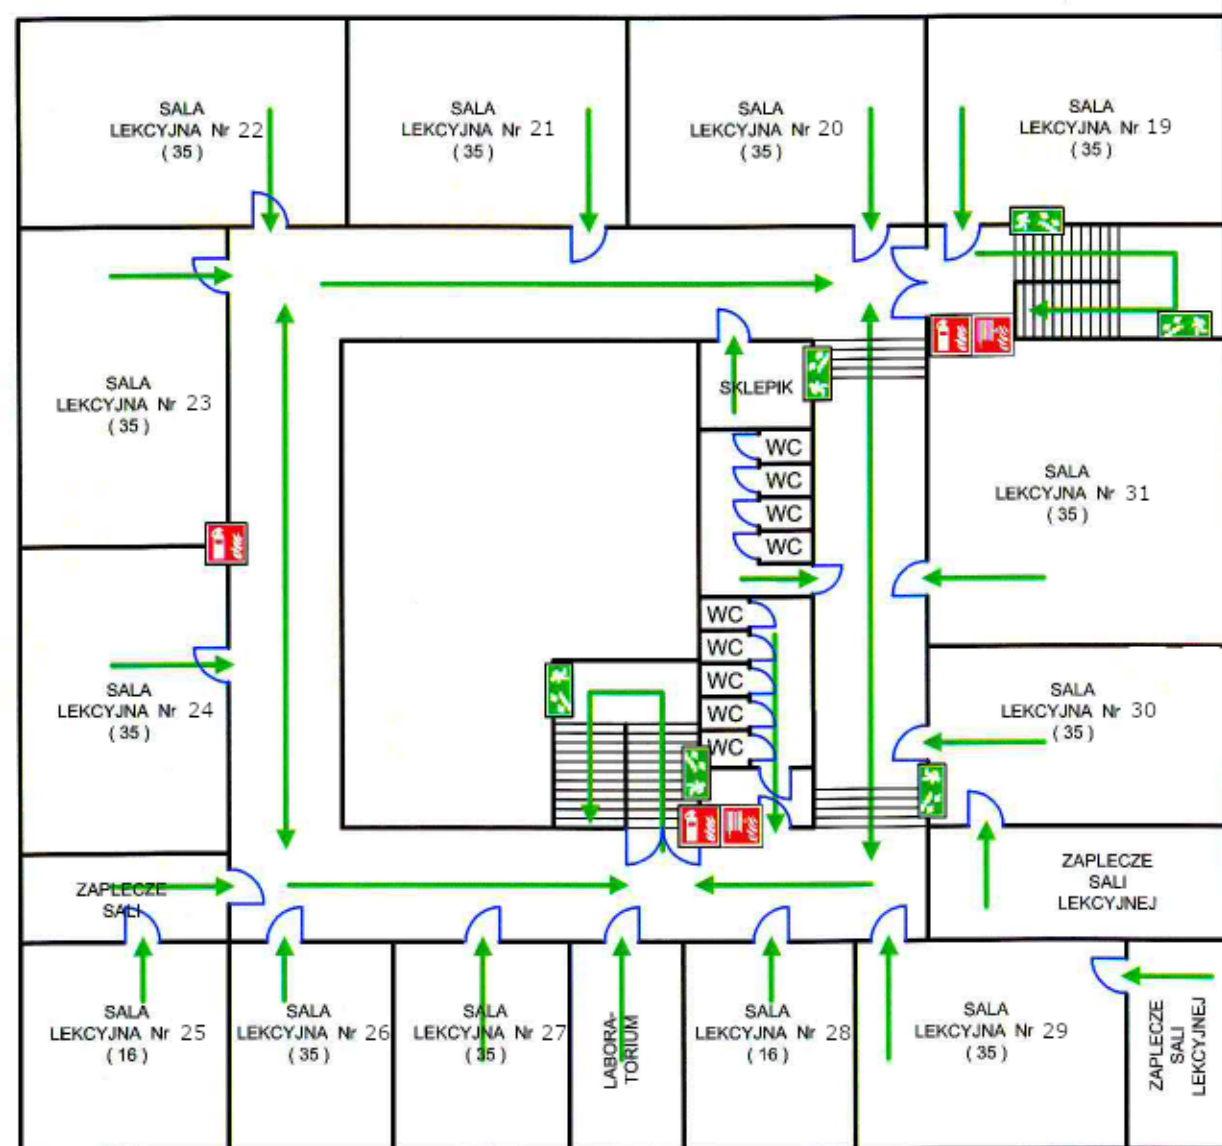 SALA
LEKCYJNA Nr 22
( 35 )
SALA
LEKCYJNA Nr 21
( 35 )
SALA
LEKCYJNA Nr 20
( 35 )
SALA
LEKCYJNA Nr 19
( 35 )
SALA
LEKCYJNA Nr 23
( 35 )
SKLEPIK
WC
WC
WC
WC
SALA
LEKCYJNA Nr 31
( 35 )
WC
WC
WC
WC
WC
SALA
LEKCYJNA Nr 24
( 35 )
SALA
LEKCYJNA Nr 30
( 35 )
ZAPLECZE
SALI
ZAPLECZE
SALI
LEKCYJNEJ
SALA
LEKCYJNA Nr 25
( 16 )
SALA
LEKCYJNA Nr 26
( 35 )
SALA
LEKCYJNA Nr 27
( 35 )
LABORA-
TORIUM
SALA
LEKCYJNA Nr 28
( 16 )
SALA
LEKCYJNA Nr 29
( 35 )
ZAPLECZE
SALI
LEKCYJNEJ